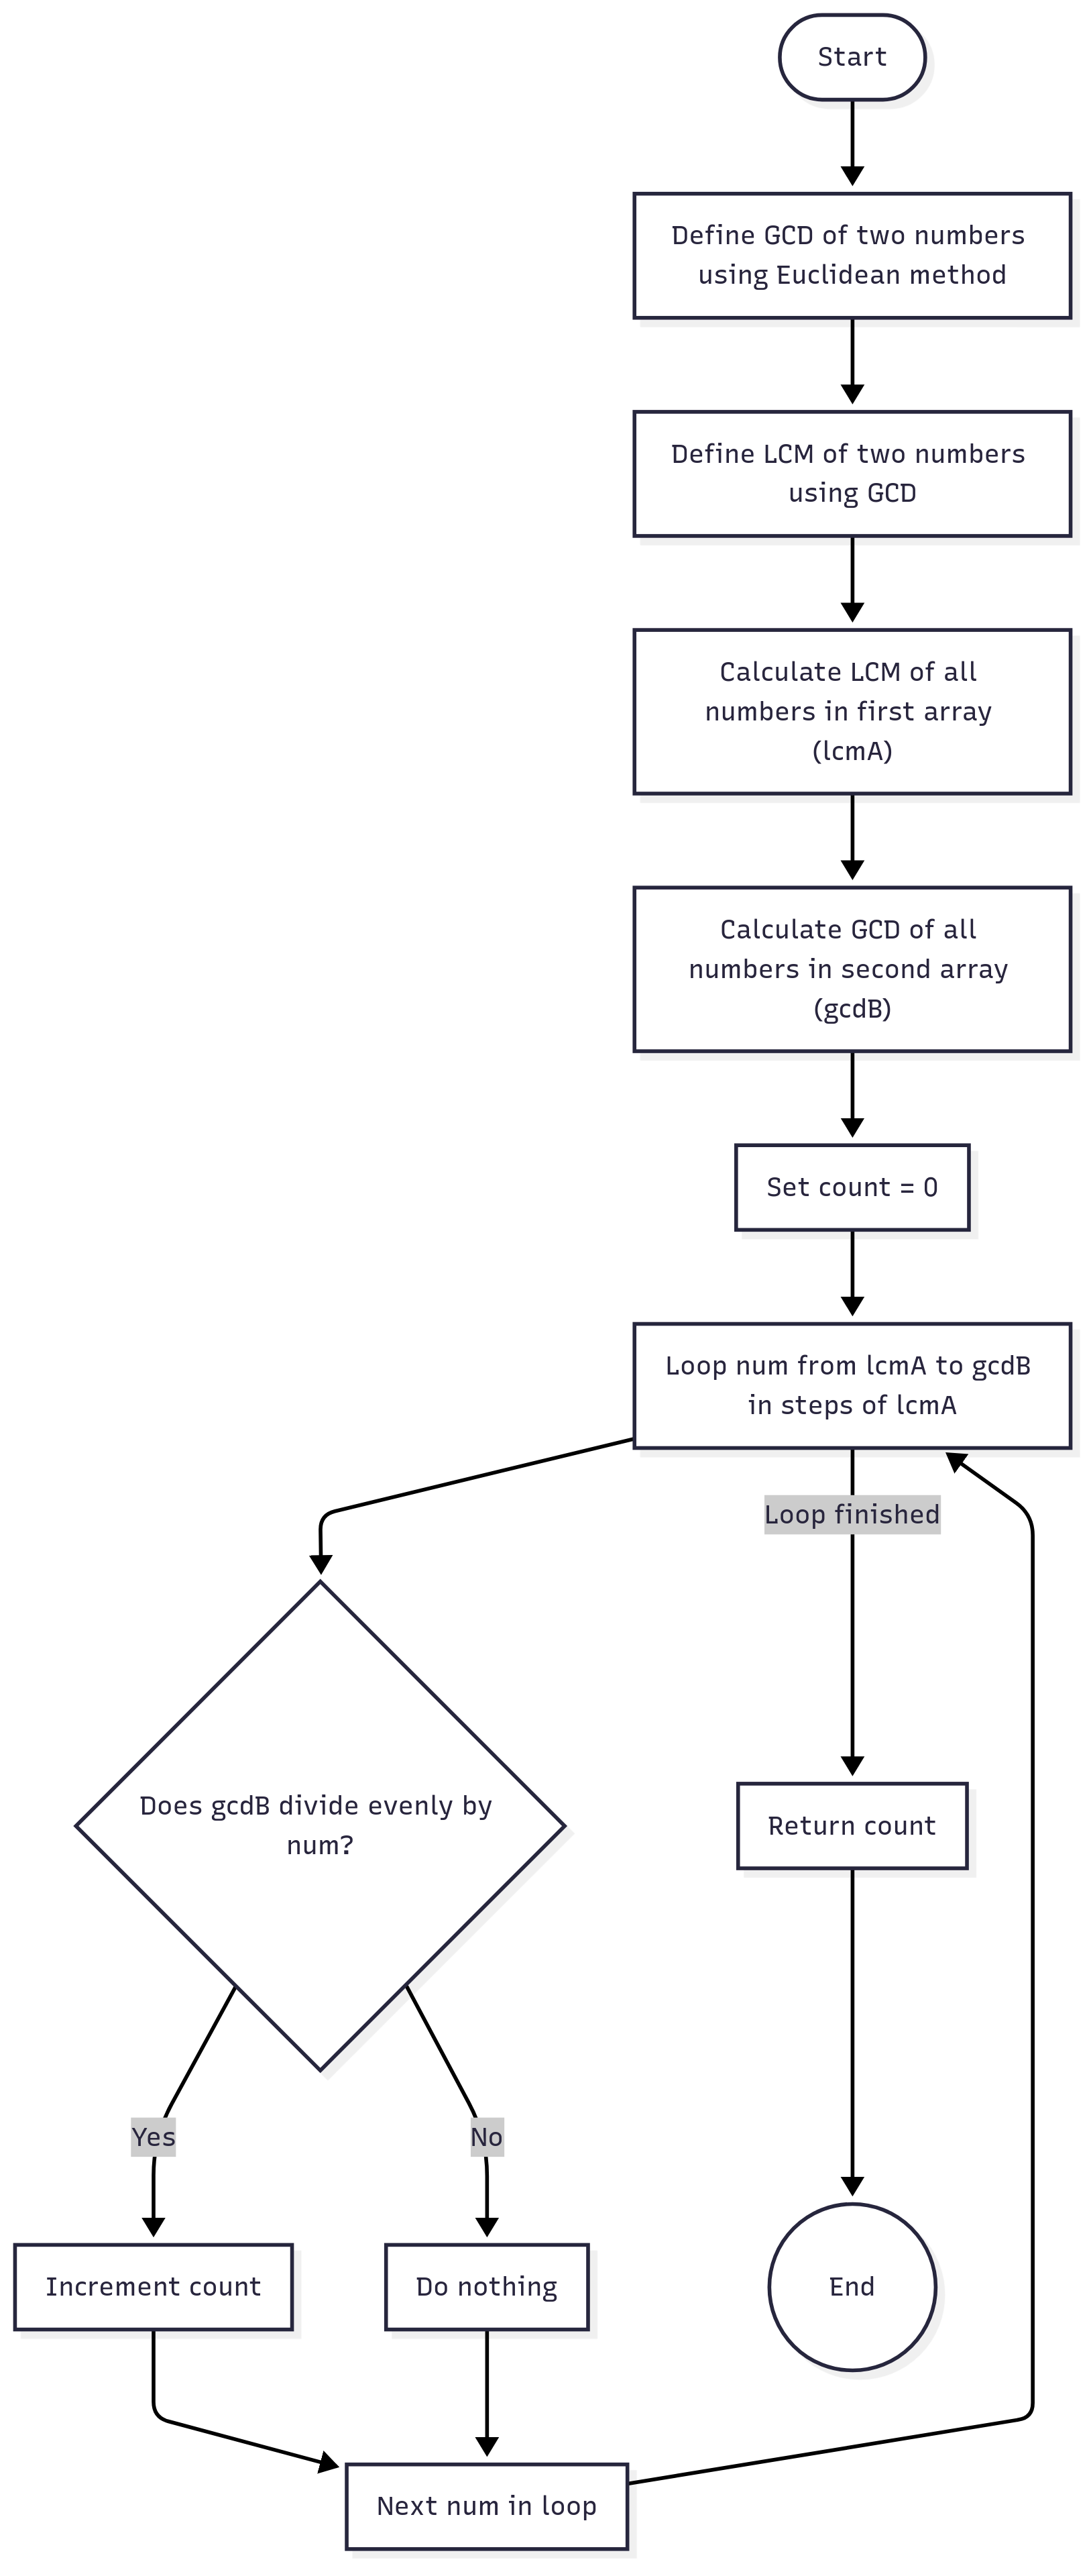 Start
Define GCD of two numbers
using Euclidean method
Define LCM of two numbers
using GCD
Calculate LCM of all
numbers in first array
(lcmA)
Calculate GCD of all
numbers in second array
(gcdB)
Set count = 0
Loop num from lcmA to gcdB
in steps of lcmA
Loop finished
Does gcdB divide evenly by
num?
Return count
Yes
No
Increment count
Do nothing
End
Next num in loop